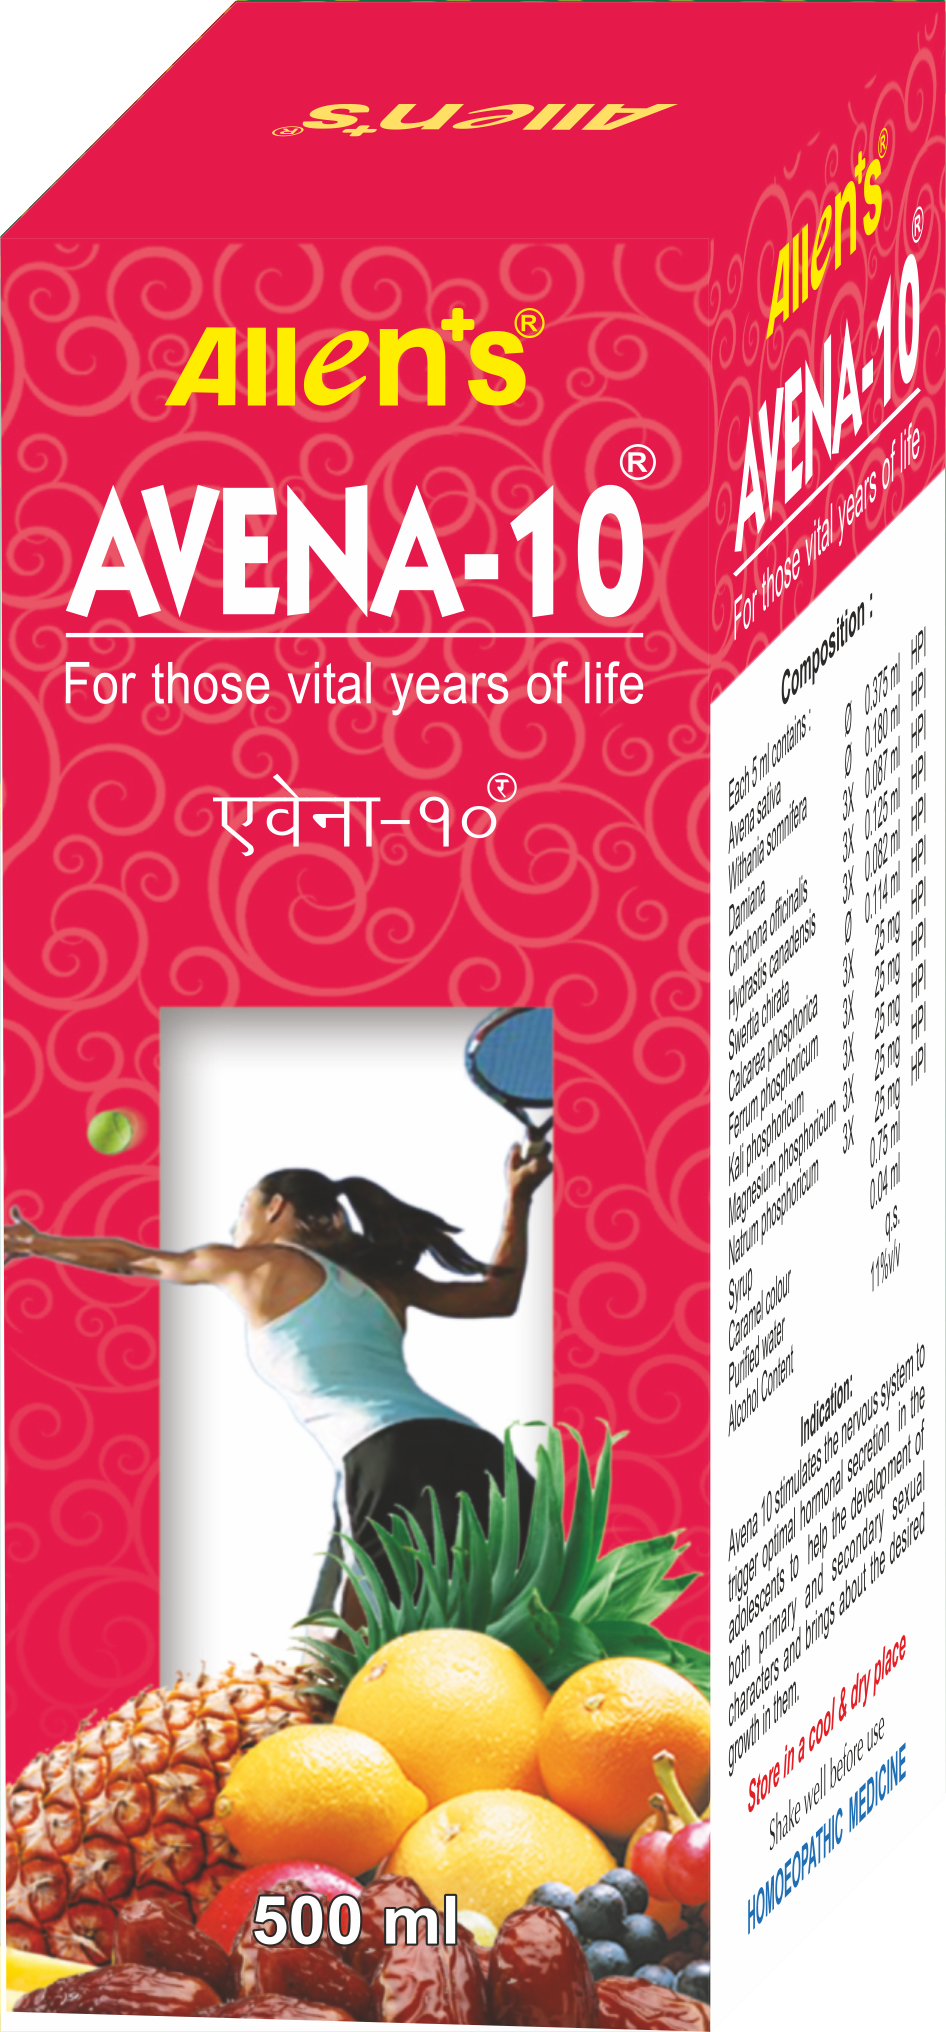 Allen's®
Allen's®
AVENA-10®
For those vital years of life
एवेना-१०
500 ml
Allen's®
AVENA-10®
For those vital years of life
Composition :
Each 5 ml contains :
Avena sativa Ø 0.375 ml HPI
Withania somnifera Ø 0.180 ml HPI
Damiana 3X 0.087 ml HPI
Cinchona officinalis 3X 0.125 ml HPI
Hydrastis canadensis 3X 0.082 ml HPI
Swertia chirata Ø 0.114 ml HPI
Calcarea phosphorica 3X 25 mg HPI
Ferrum phosphoricum 3X 25 mg HPI
Kali phosphoricum 3X 25 mg HPI
Magnesium phosphoricum 3X 25 mg HPI
Natrum phosphoricum 3X 25 mg HPI
Syrup 0.75 ml
Caramel colour 0.04 ml
Purified water q.s.
Alcohol Content 11%v/v
Indication:
Avena 10 stimulates the nervous system to
trigger optimal hormonal secretion in the
adolescents to help the development of
both primary and secondary sexual
characters and brings about the desired
growth in them.
Store in a cool & dry place
Shake well before use
HOMOEOPATHIC MEDICINE